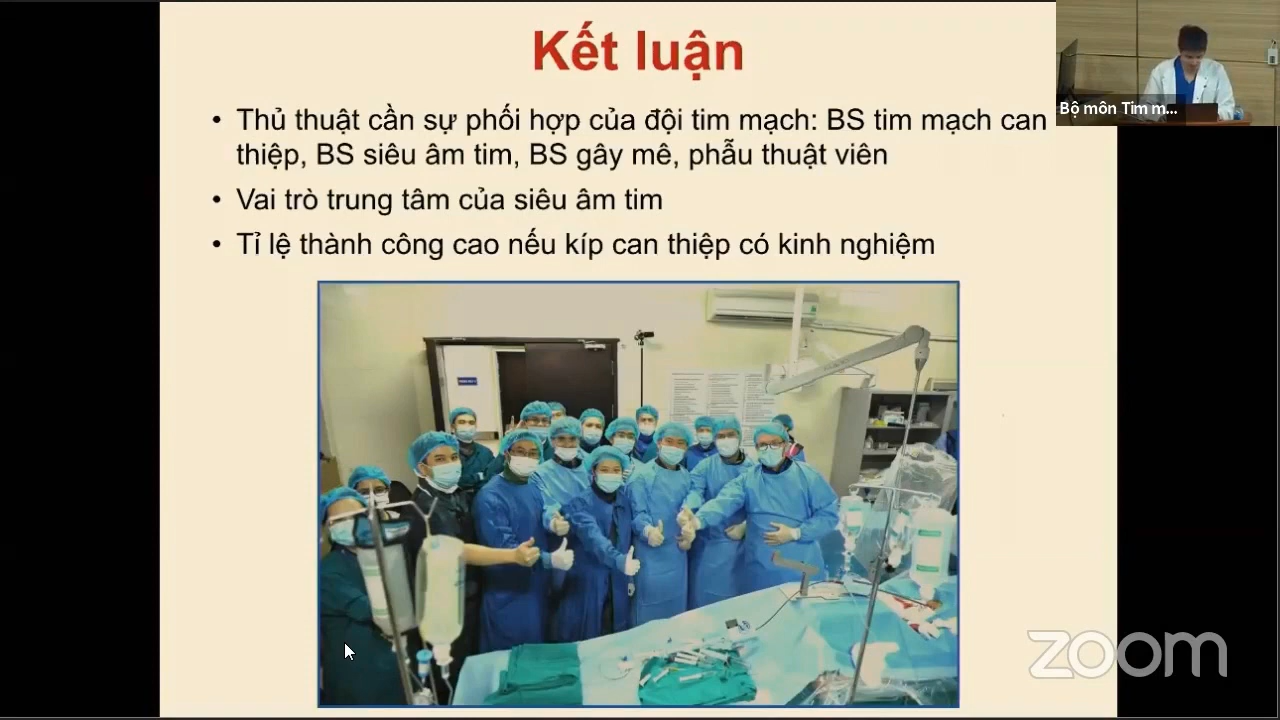 Kết luận
• Thủ thuật cần sự phối hợp của đội tim mạch: BS tim mạch can
thiệp, BS siêu âm tim, BS gây mê, phẫu thuật viên
• Vai trò trung tâm của siêu âm tim
• Tỉ lệ thành công cao nếu kíp can thiệp có kinh nghiệm
Bộ môn Tim m...
zoom